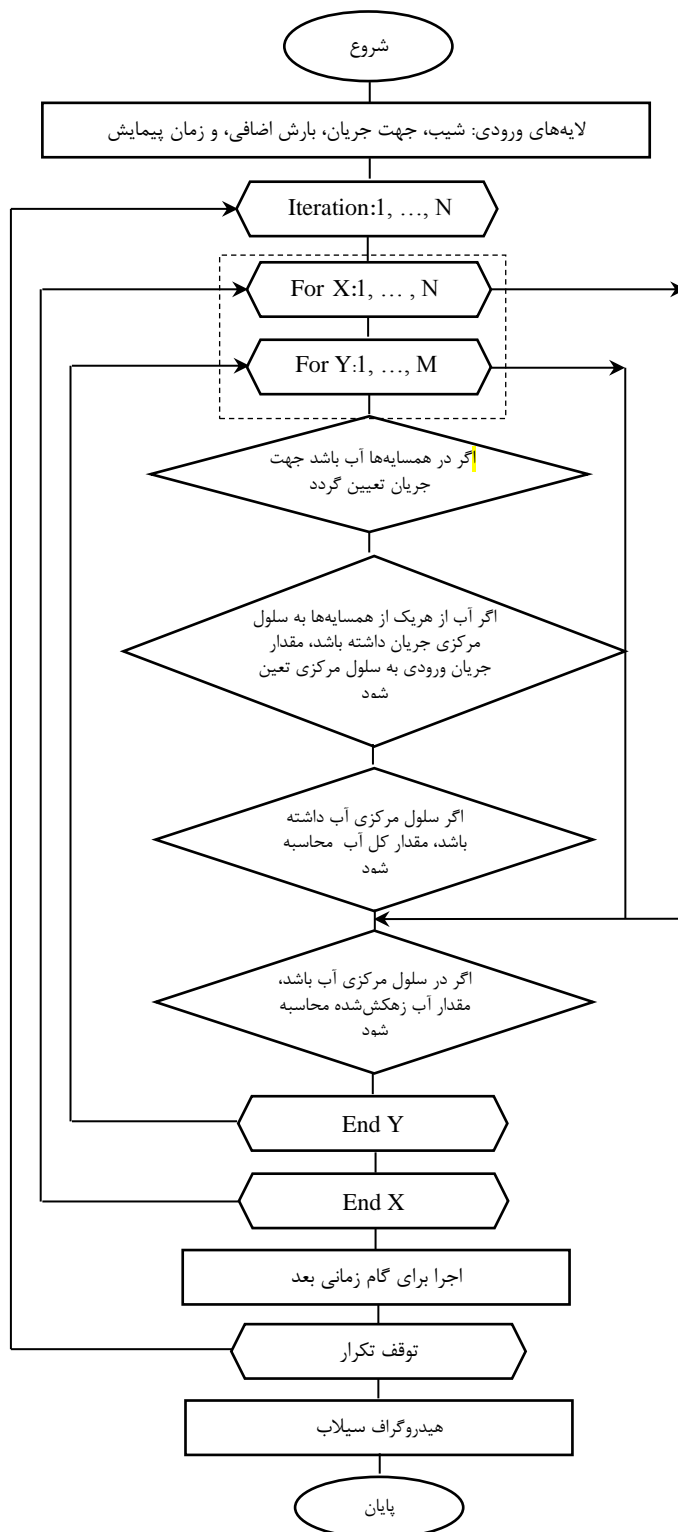 شروع
لایه‌های ورودی: شیب، جهت جریان، بارش اضافی، و زمان پیمایش
Iteration:1, …, N
For X:1, … , N
For Y:1, …, M
اگر در همسایه‌ها آب باشد جهت
جریان تعیین گردد
اگر آب از هریک از همسایه‌ها به سلول
مرکزی جریان داشته باشد، مقدار
جریان ورودی به سلول مرکزی تعین
شود
اگر سلول مرکزی آب داشته
باشد، مقدار کل آب محاسبه
شود
اگر در سلول مرکزی آب باشد،
مقدار آب زهکش‌شده محاسبه
شود
End Y
End X
اجرا برای گام زمانی بعد
توقف تکرار
هیدروگراف سیلاب
پایان